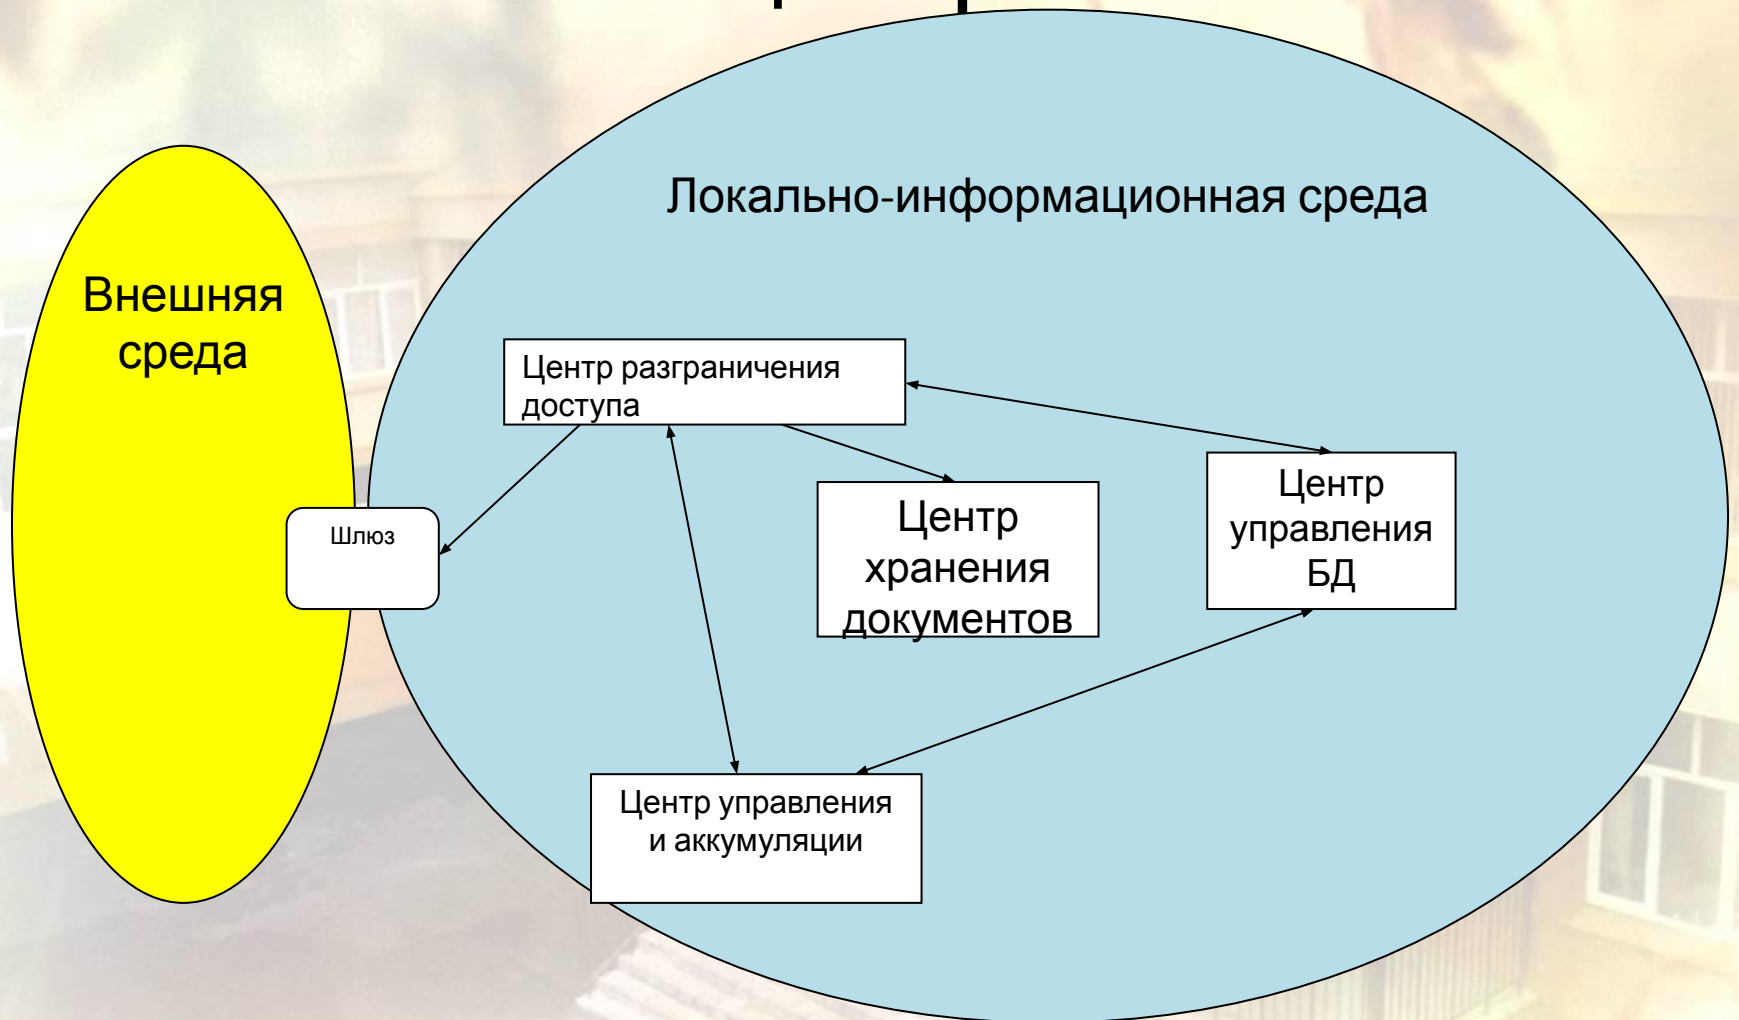 Локально-информационная среда
Внешняя
среда
Центр разграничения
доступа
Шлюз
Центр
хранения
документов
Центр
управления
БД
Центр управления
и аккумуляции